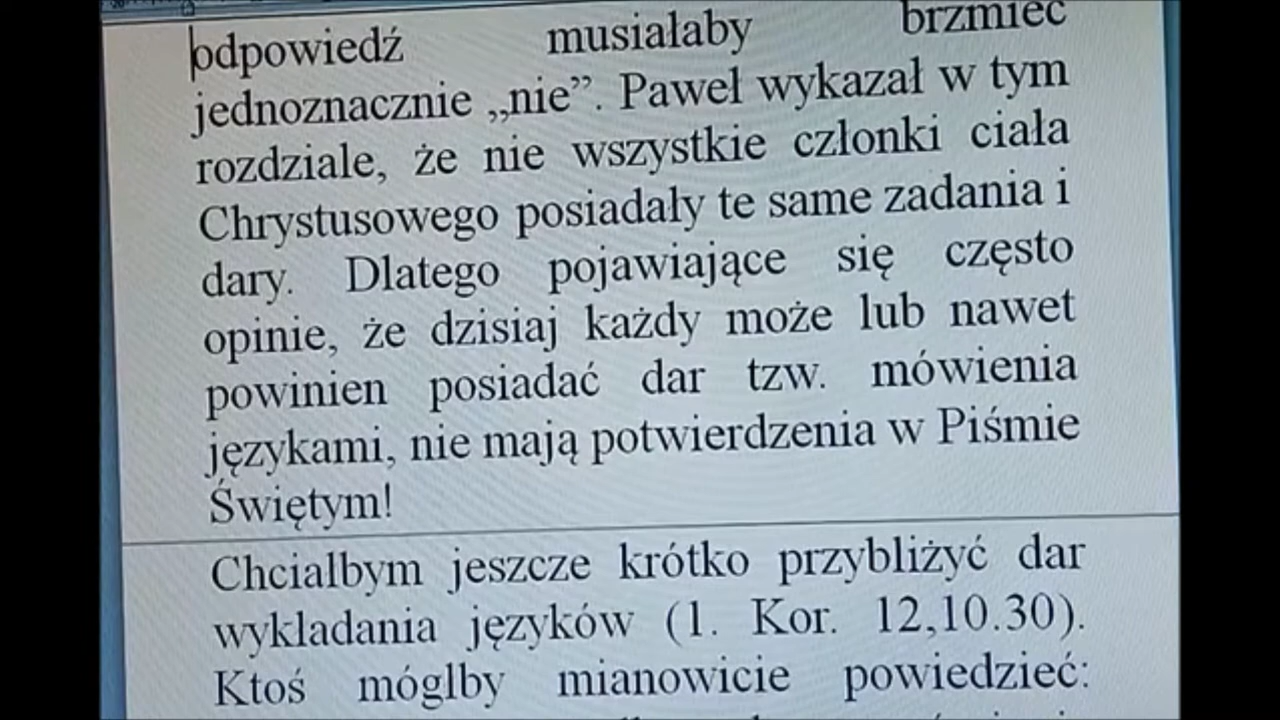 odpowiedź musiałaby brzmieć
jednoznacznie „nie”. Paweł wykazał w tym
rozdziale, że nie wszystkie członki ciała
Chrystusowego posiadały te same zadania i
dary. Dlatego pojawiające się często
opinie, że dzisiaj każdy może lub nawet
powinien posiadać dar tzw. mówienia
językami, nie mają potwierdzenia w Piśmie
Świętym!
Chciałbym jeszcze krótko przybliżyć dar
wykładania języków (1. Kor. 12,10.30).
Ktoś mógłby mianowicie powiedzieć: